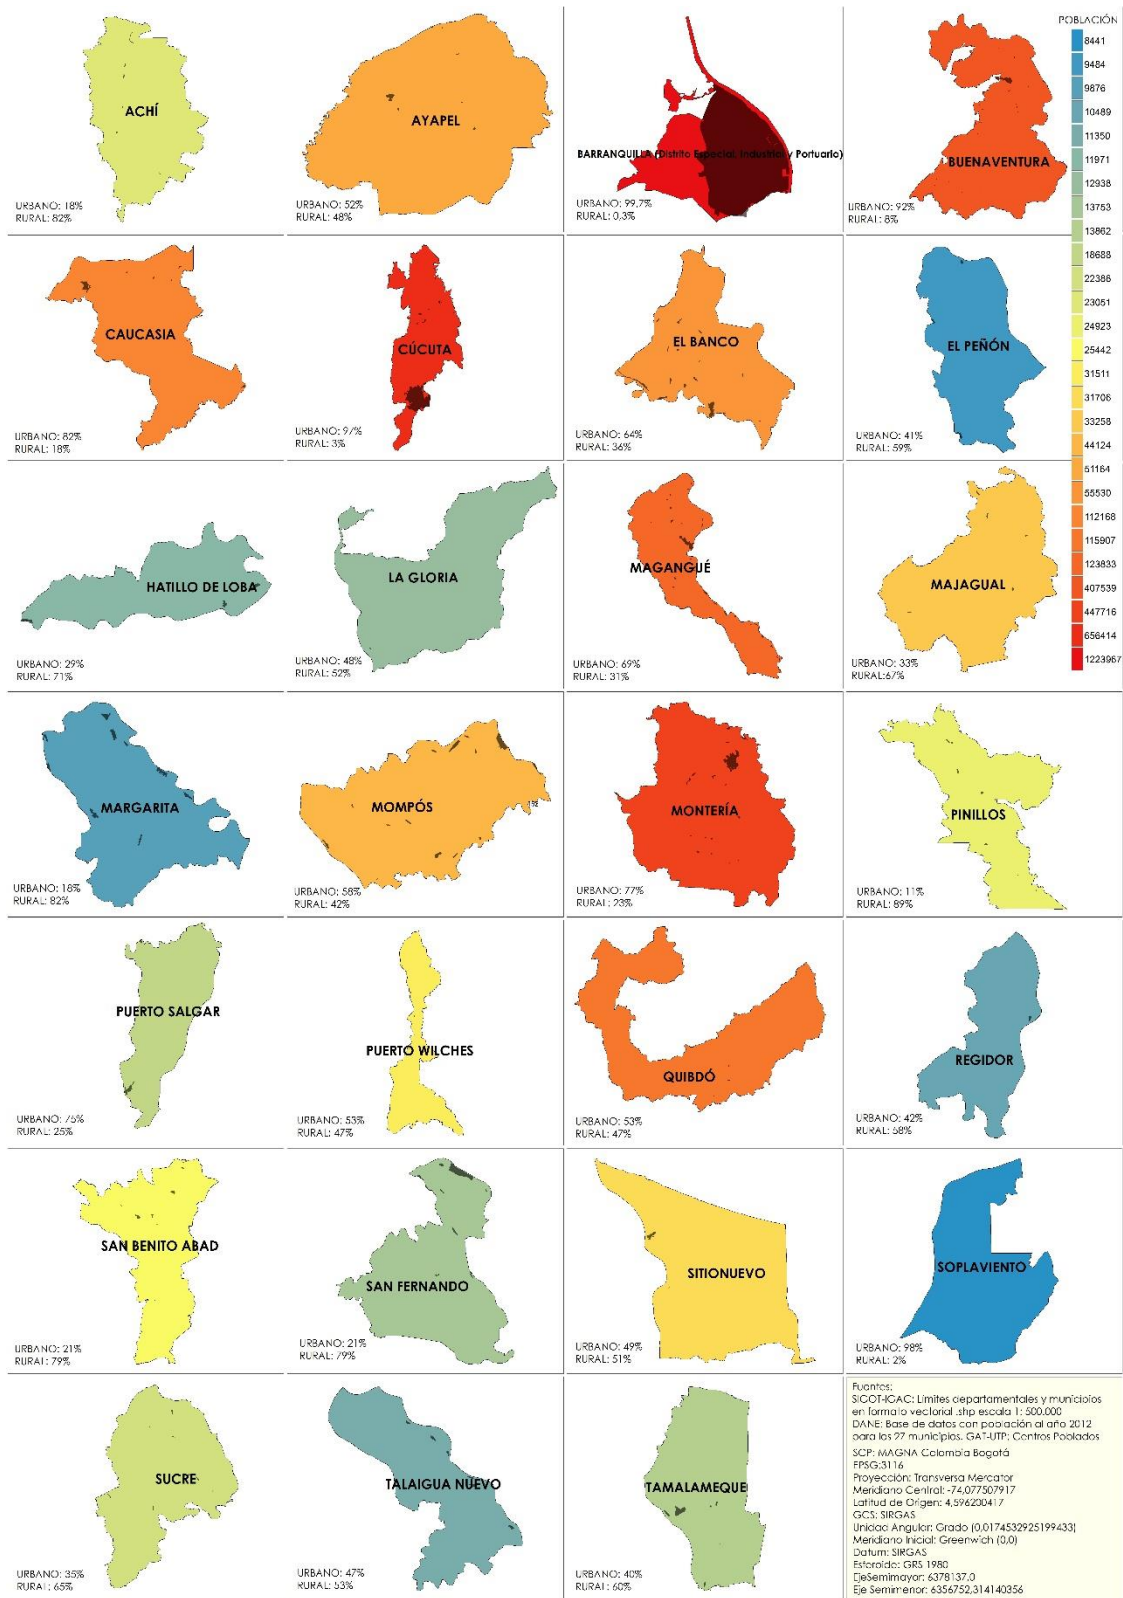 ACHÍ
URBANO: 18%
RURAL: 82%
AYAPEL
URBANO: 52%
RURAL: 48%
BARRANQUILLA (Distrito Especial, Industrial y Portuario)
URBANO: 99,7%
RURAL: 0,3%
BUENAVENTURA
URBANO: 92%
RURAL: 8%
POBLACIÓN
8441
9484
9876
10489
11350
11971
12938
13753
13862
18688
22386
23051
24923
25442
31511
31706
33258
44124
51164
55530
112168
115907
123833
407539
447716
656414
1223967
CAUCASIA
URBANO: 82%
RURAL: 18%
CÚCUTA
URBANO: 97%
RURAL: 3%
EL BANCO
URBANO: 64%
RURAL: 36%
EL PEÑÓN
URBANO: 41%
RURAL: 59%
HATILLO DE LOBA
URBANO: 29%
RURAL: 71%
LA GLORIA
URBANO: 48%
RURAL: 52%
MAGANGUÉ
URBANO: 69%
RURAL: 31%
MAJAGUAL
URBANO: 33%
RURAL:67%
MARGARITA
URBANO: 18%
RURAL: 82%
MOMPÓS
URBANO: 58%
RURAL: 42%
MONTERÍA
URBANO: 77%
RURAL: 23%
PINILLOS
URBANO: 11%
RURAL: 89%
PUERTO SALGAR
URBANO: 75%
RURAL: 25%
PUERTO WILCHES
URBANO: 53%
RURAL: 47%
QUIBDÓ
URBANO: 53%
RURAL: 47%
REGIDOR
URBANO: 42%
RURAL: 58%
SAN BENITO ABAD
URBANO: 21%
RURAL: 79%
SAN FERNANDO
URBANO: 21%
RURAL: 79%
SITIONUEVO
URBANO: 49%
RURAL: 51%
SOPLAVIENTO
URBANO: 98%
RURAL: 2%
SUCRE
URBANO: 35%
RURAL: 65%
TALAIGUA NUEVO
URBANO: 47%
RURAL: 53%
TAMALAMEQUE
URBANO: 40%
RURAL: 60%
Fuentes:
SICOT-IGAC: Límites departamentales y municipios
en formato vectorial .shp escala 1: 500.000
DANE: Base de datos con población al año 2012
para los 27 municipios. GAT-UTP: Centros Poblados
SCP: MAGNA Colombia Bogotá
EPSG:3116
Proyección: Transversa Mercator
Meridiano Central: -74,077507917
Latitud de Origen: 4,596200417
GCS: SIRGAS
Unidad Angular: Grado (0,0174532925199433)
Meridiano Inicial: Greenwich (0,0)
Datum: SIRGAS
Esferoide: GRS 1980
EjeSemimayor: 6378137,0
Eje Semimenor: 6356752,314140356